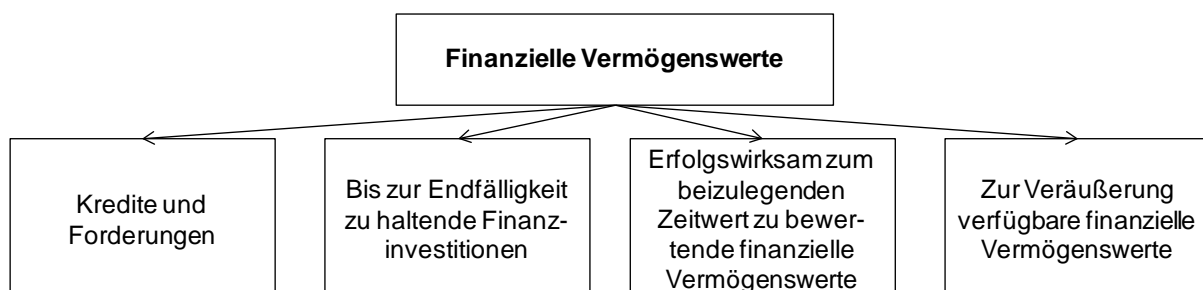 Finanzielle Vermögenswerte
Kredite und
Forderungen
Bis zur Endfälligkeit
zu haltende Finanz-
investitionen
Erfolgswirksam zum
beizulegenden
Zeitwert zu bewer-
tende finanzielle
Vermögenswerte
Zur Veräußerung
verfügbare finanzielle
Vermögenswerte